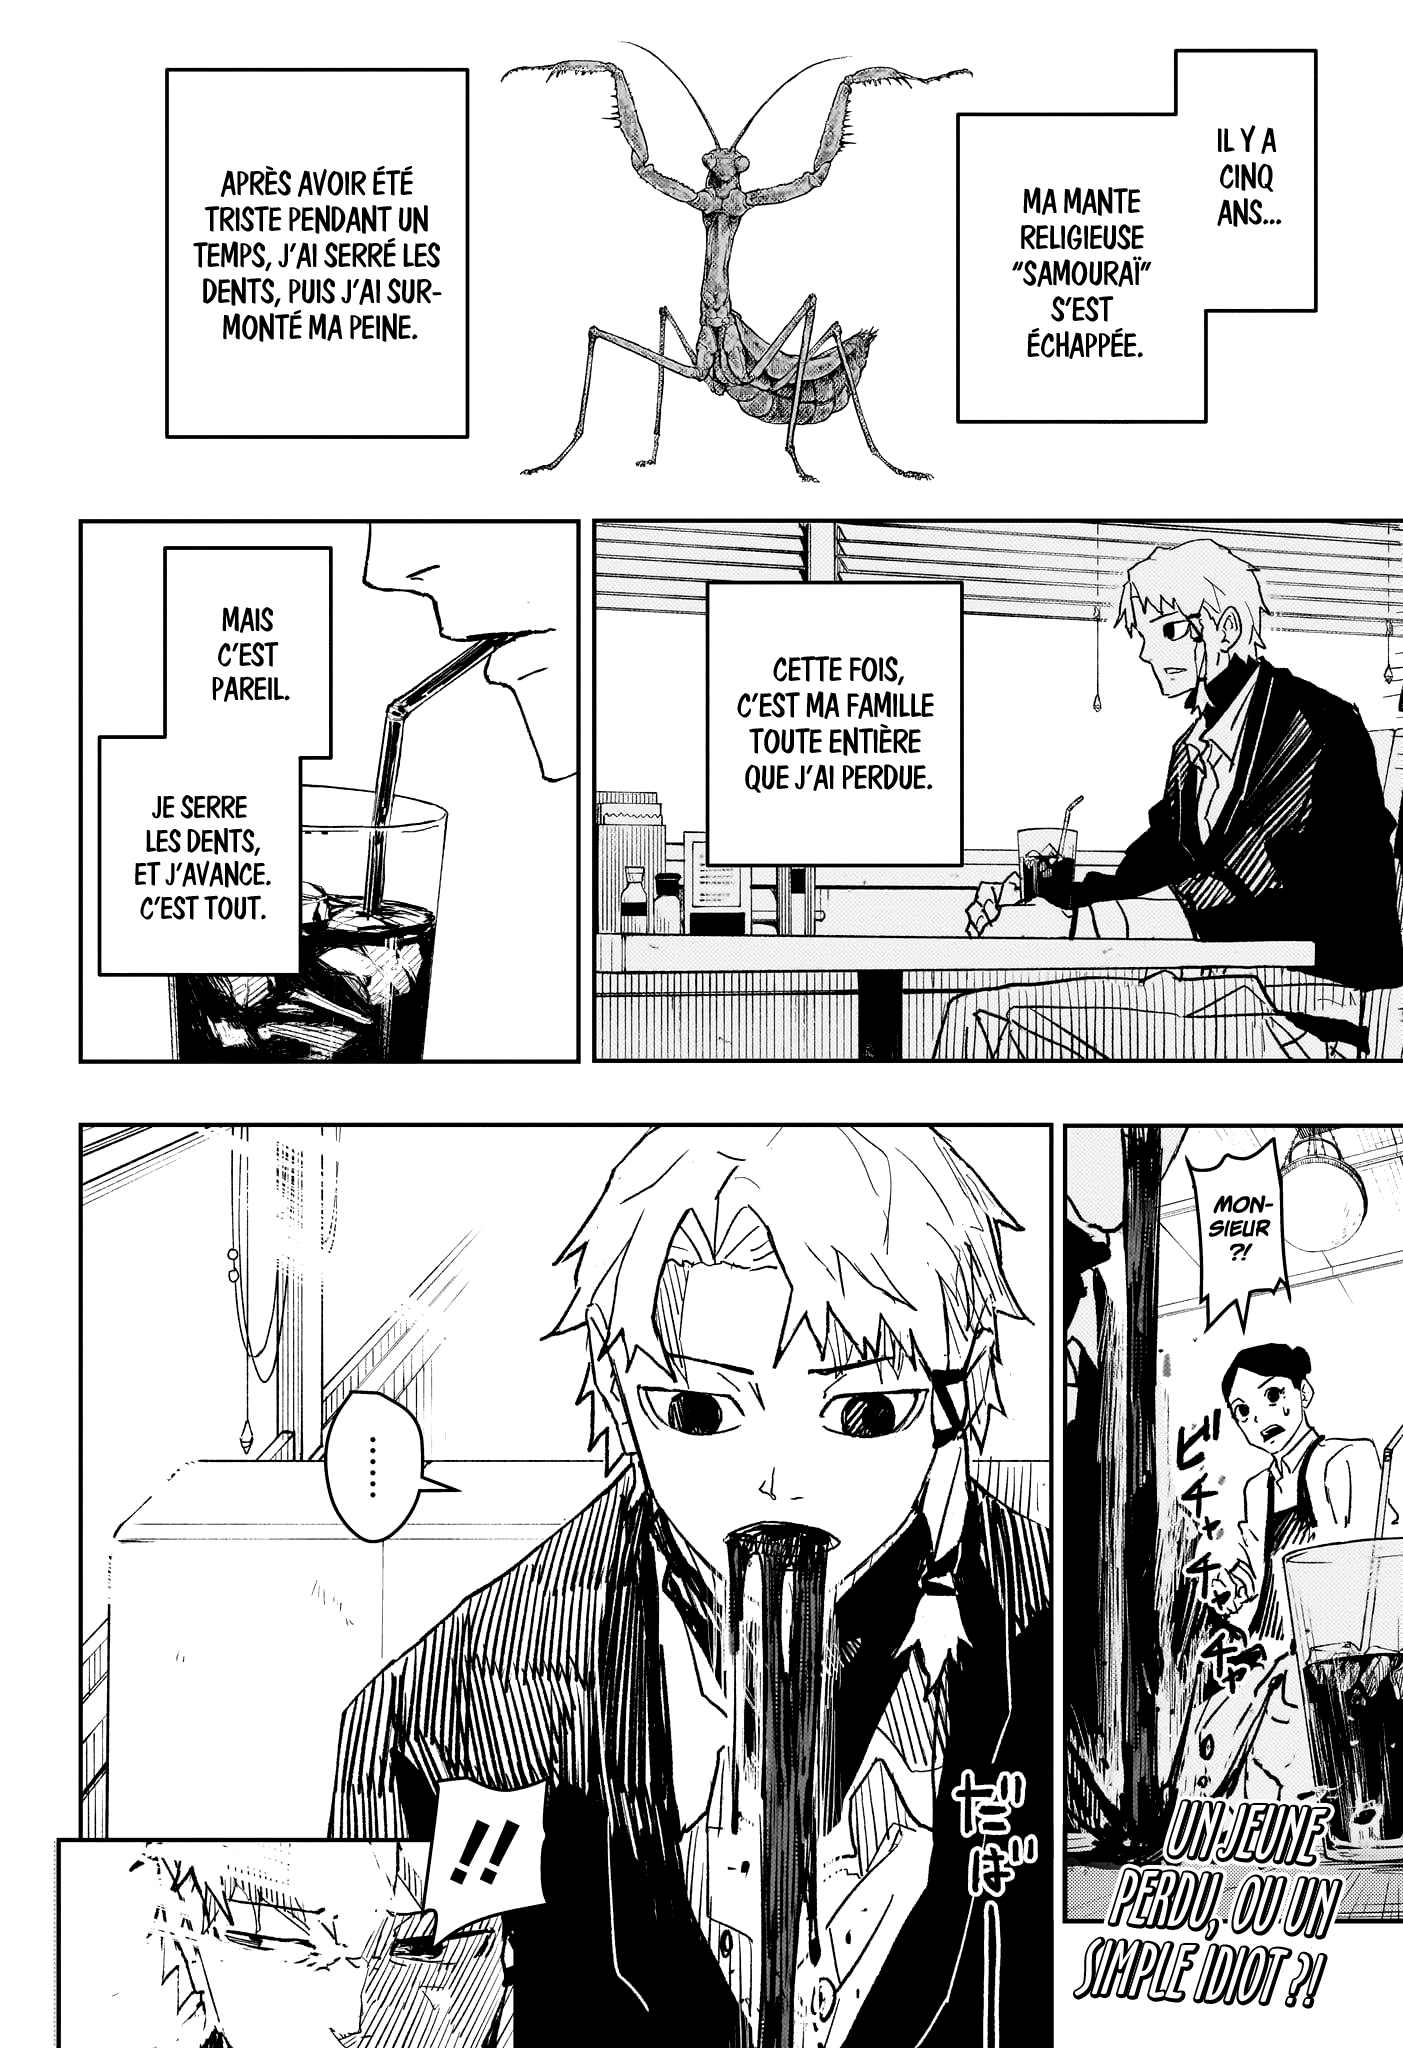 IL Y A
CINQ
ANS...
MA MANTE
RELIGIEUSE
“SAMOURAÏ”
S’EST
ÉCHAPPÉE.
APRÈS AVOIR ÉTÉ
TRISTE PENDANT UN
TEMPS, J’AI SERRÉ LES
DENTS, PUIS J’AI SUR-
MONTÉ MA PEINE.
CETTE FOIS,
C’EST MA FAMILLE
TOUTE ENTIÈRE
QUE J’AI PERDUE.
MAIS
C’EST
PAREIL.
JE SERRE
LES DENTS,
ET J’AVANCE.
C’EST TOUT.
MON-
SIEUR
?!
ビチャチャチャ
UN JEUNE
PERDU, OU UN
SIMPLE IDIOT ?!
......
だばー
!!